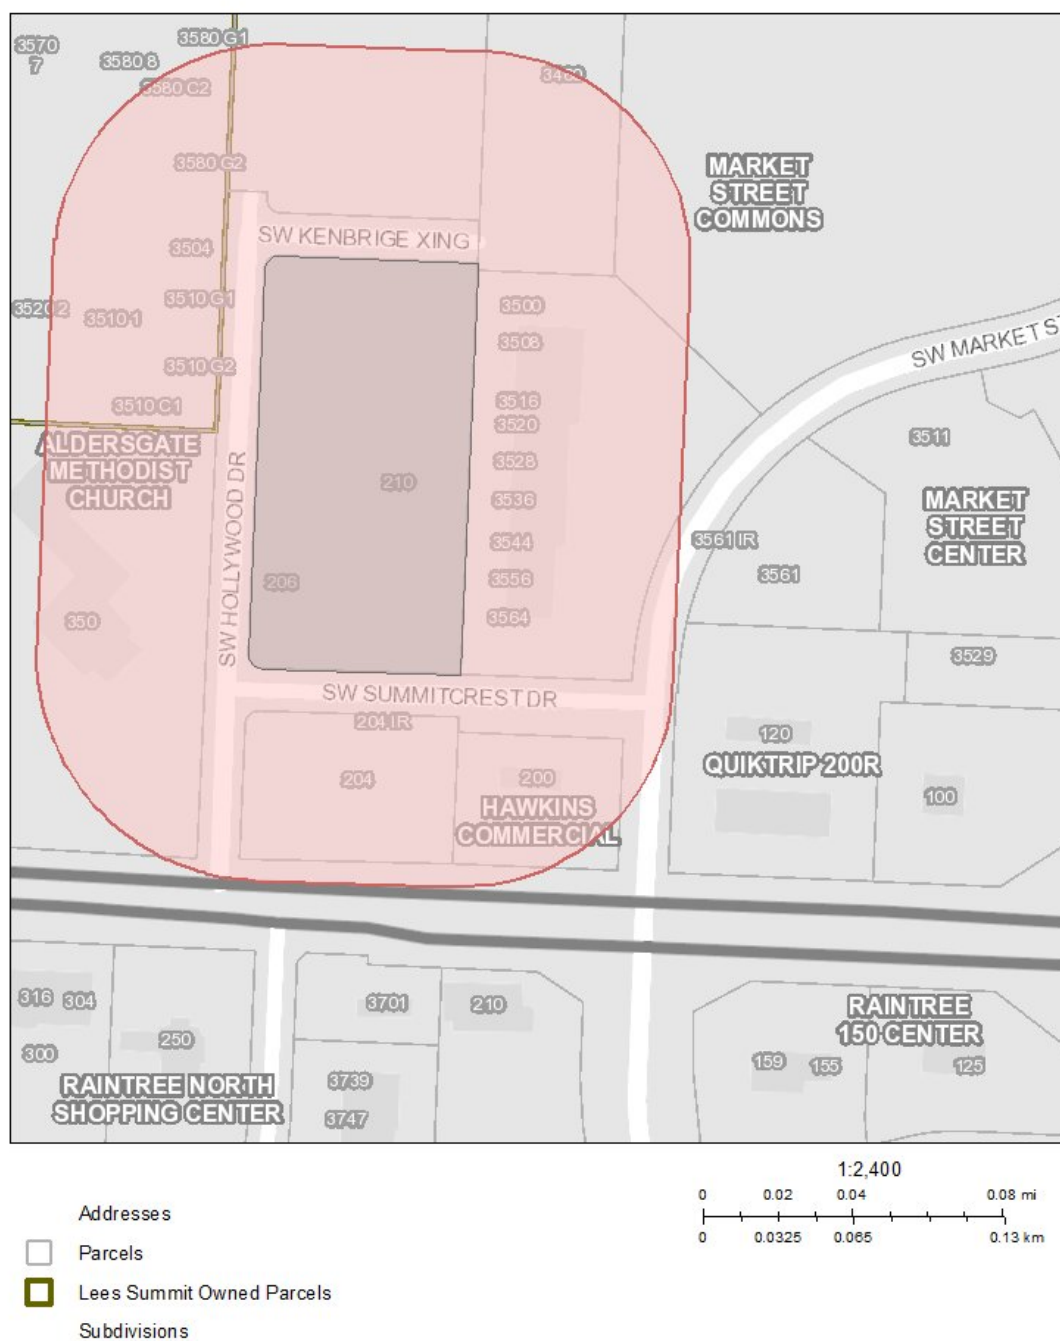 3580 G1
3570
7
3580 8
3460
3580 C2
3580 G2
MARKET
STREET
COMMONS
SW KENBRIGE XING
3504
3510 G1
3520 2
3510 1
3500
3508
SW MARKET ST
3510 G2
3510 C1
3516
3520
3511
ALDERSGATE
METHODIST
CHURCH
3528
210
3536
MARKET
STREET
CENTER
SW HOLLYWOOD DR
3544
3561 IR
3561
206
3556
350
3564
3529
SW SUMMITCREST DR
204 IR
120
QUIKTRIP 200R
204
200
100
HAWKINS
COMMERCIAL
316
304
3701
210
RAINTREE
150 CENTER
250
300
159
155
125
RAINTREE NORTH
SHOPPING CENTER
3739
3747
1:2,400
0 0.02 0.04 0.08 mi
0 0.0325 0.065 0.13 km
Addresses
Parcels
Lees Summit Owned Parcels
Subdivisions